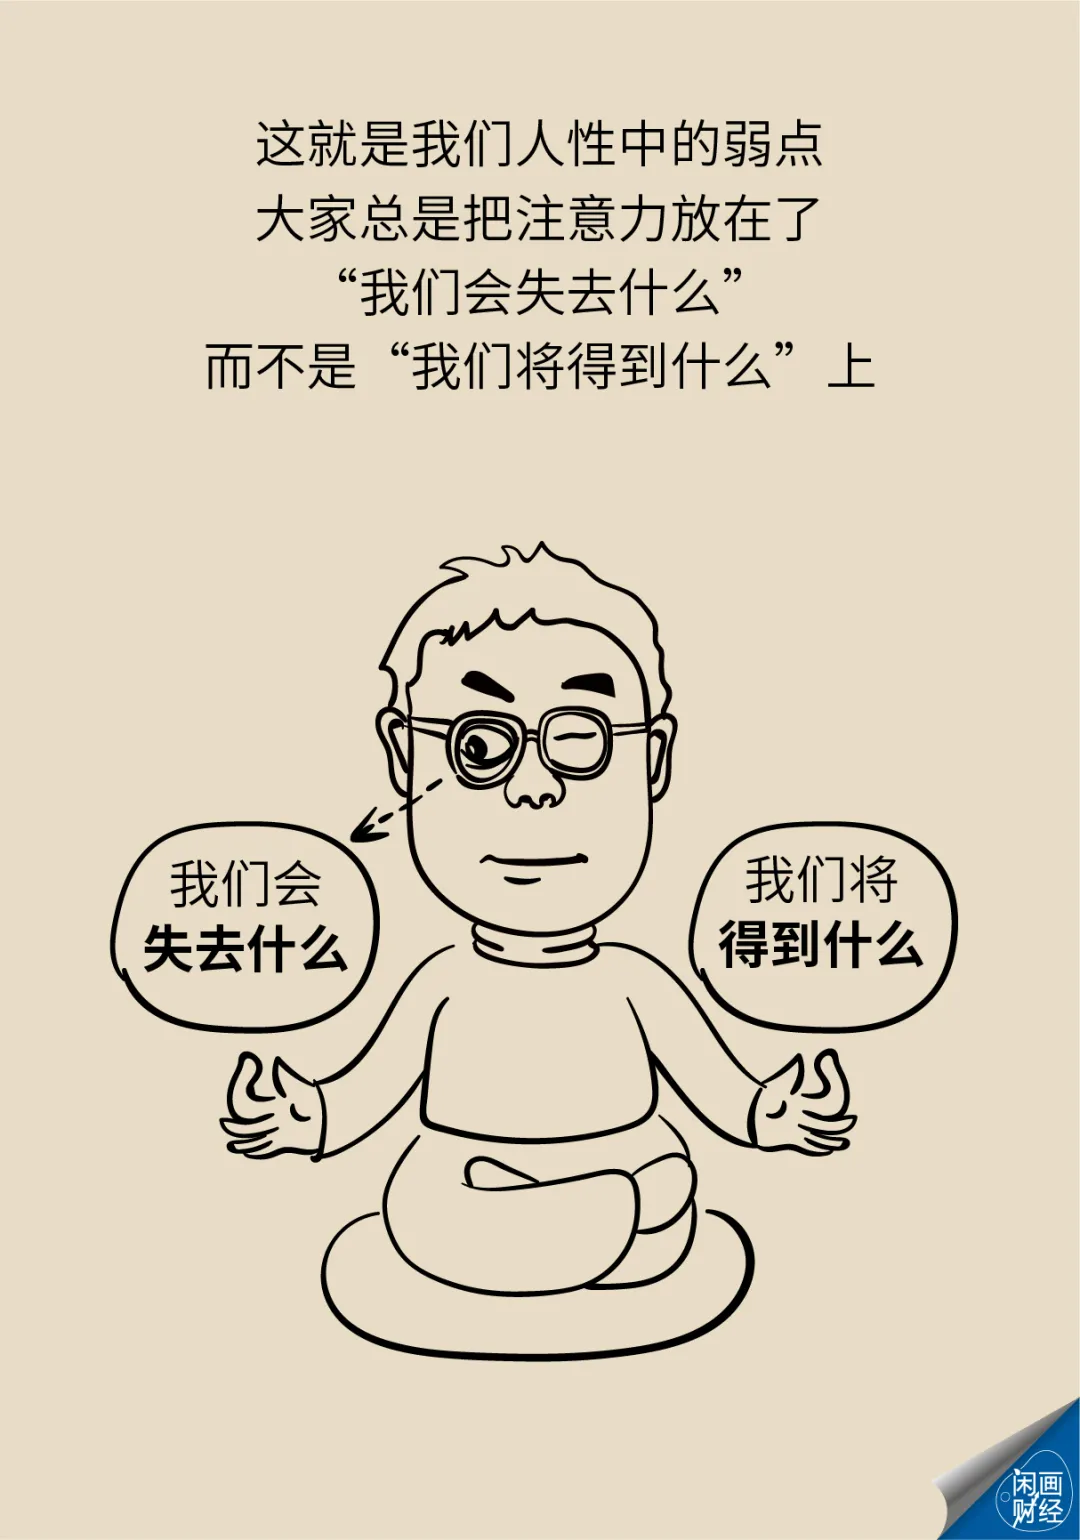 这就是我们人性中的弱点
大家总是把注意力放在了
“我们会失去什么”
而不是“我们将得到什么”上
我们会
失去什么
我们将
得到什么
闲画
财经